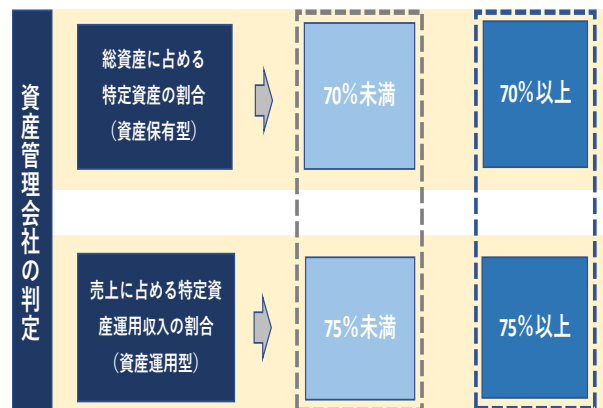 資産管理会社の判定
総資産に占める
特定資産の割合
（資産保有型）
70%未満
70%以上
売上に占める特定資
産運用収入の割合
（資産運用型）
75%未満
75%以上